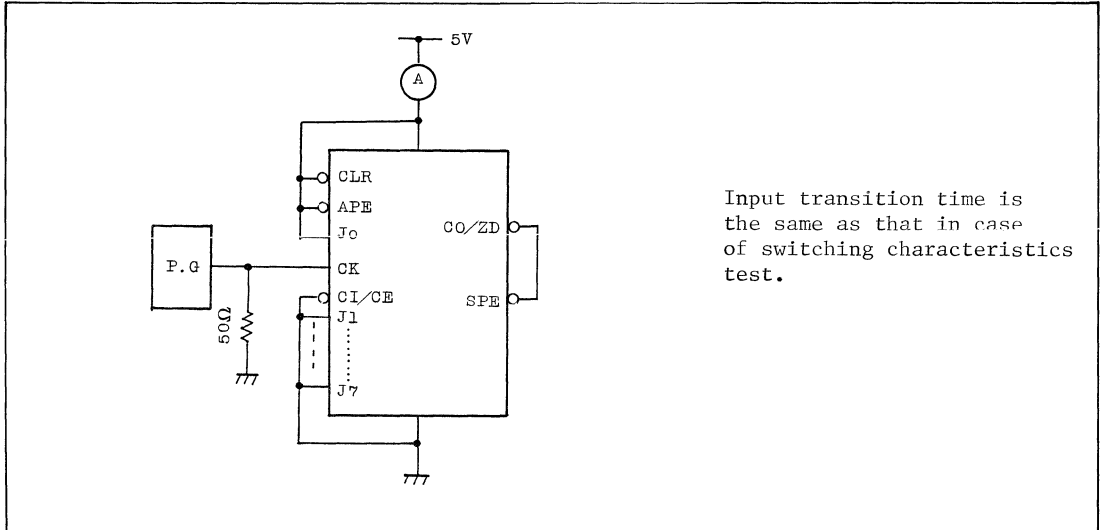 5V
A
CLR
APE
J0
CO/ZD
P.G
CK
CI/CE
SPE
50Ω
J1
J7
Input transition time is
the same as that in case
of switching characteristics
test.